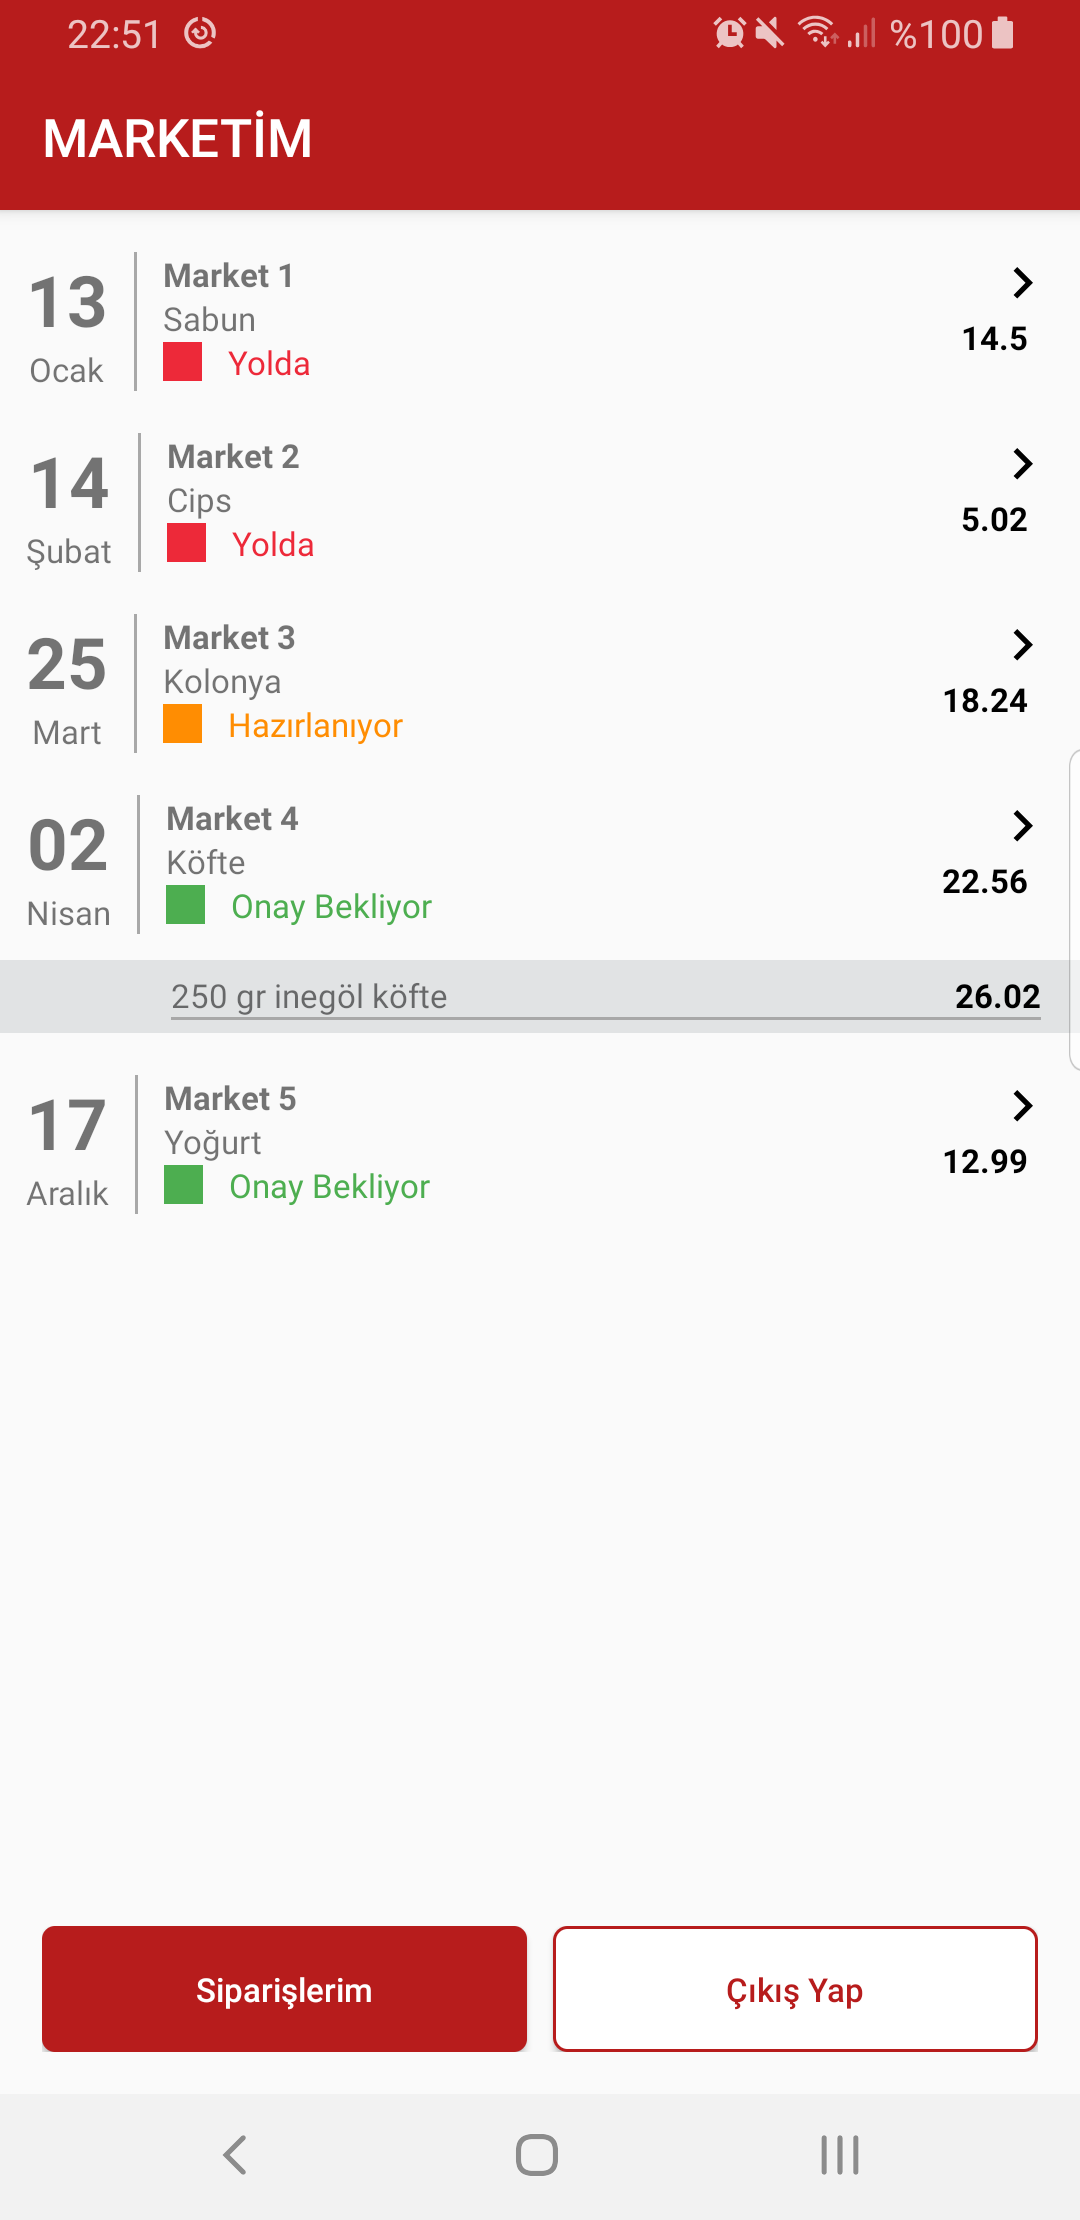 22:51 %100
MARKETİM
13
Ocak
Market 1
Sabun
Yolda
14.5
14
Şubat
Market 2
Cips
Yolda
5.02
25
Mart
Market 3
Kolonya
Hazırlanıyor
18.24
02
Nisan
Market 4
Köfte
Onay Bekliyor
22.56
250 gr inegöl köfte 26.02
17
Aralık
Market 5
Yoğurt
Onay Bekliyor
12.99
Siparişlerim Çıkış Yap